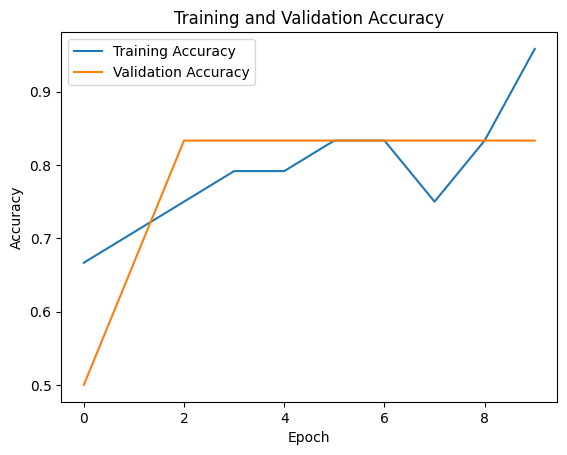 Training and Validation Accuracy
Training Accuracy
Validation Accuracy
0.9
0.8
0.7
0.6
0.5
Accuracy
0 2 4 6 8
Epoch